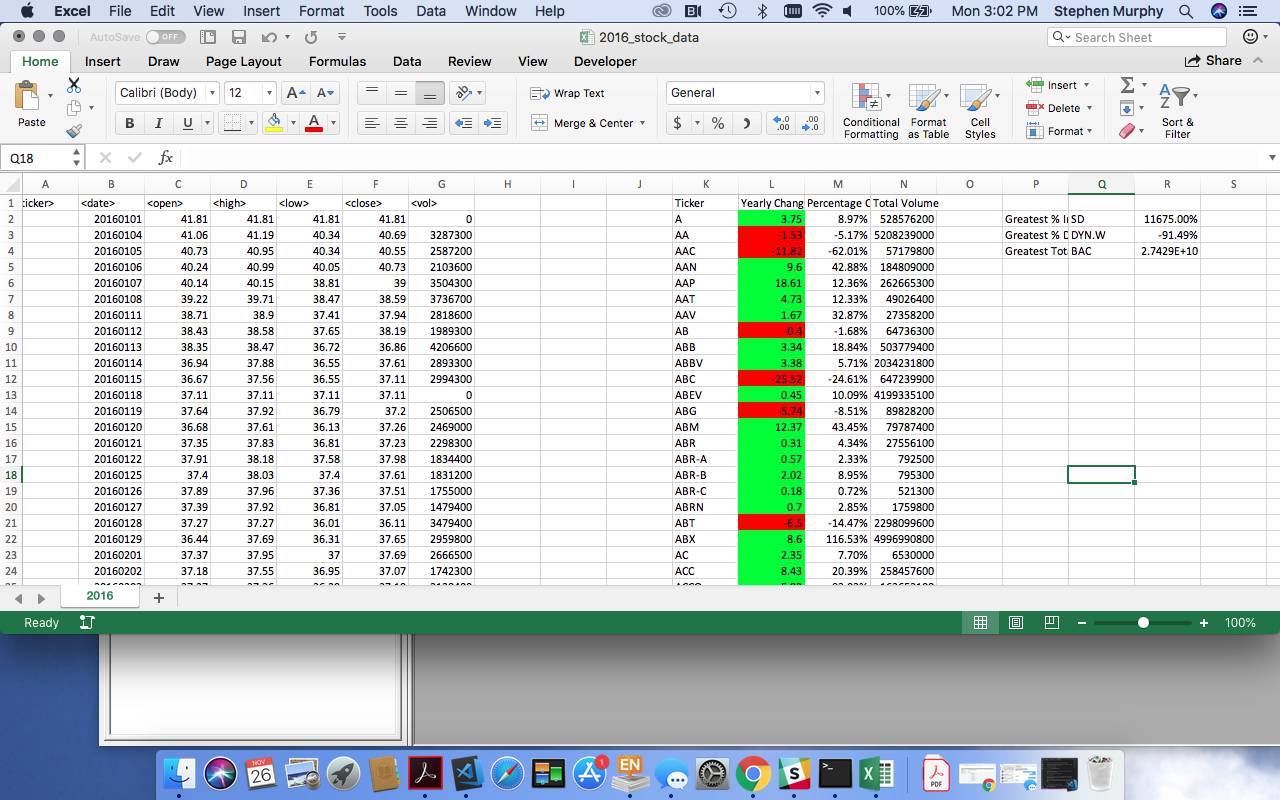 Excel File Edit View Insert Format Tools Data Window Help 100% Mon 3:02 PM Stephen Murphy
AutoSave OFF 2016_stock_data Search Sheet
Home Insert Draw Page Layout Formulas Data Review View Developer Share
Paste Calibri (Body) 12 A A Wrap Text General Insert
B I U A Merge & Center $ % Conditional Formatting Format as Table Cell Styles Delete Format Sort & Filter
Q18 fx
A B C D E F G H I J K L M N O P Q R S
1 <date> <open> <high> <low> <close> <vol> Ticker Yearly Chang Percentage C Total Volume
2 20160101 41.81 41.81 41.81 41.81 0 A 3.75 8.97% 528576200 Greatest % I SD 11675.00%
3 20160104 41.06 41.19 40.34 40.69 3287300 AA -1.53 -5.17% 5208239000 Greatest % D DYN.W -91.49%
4 20160105 40.73 40.95 40.34 40.55 2587200 AAC -11.82 -62.01% 57179800 Greatest Tot BAC 2.7429E+10
5 20160106 40.24 40.99 40.05 40.73 2103600 AAN 9.6 42.88% 184809000
6 20160107 40.14 40.15 38.81 39 3504300 AAP 18.61 12.36% 262665300
7 20160108 39.22 39.71 38.47 38.59 3736700 AAT 4.73 12.33% 49026400
8 20160111 38.71 38.9 37.41 37.94 2818600 AAV 1.67 32.87% 27358200
9 20160112 38.43 38.58 37.65 38.19 1989300 AB -0.4 -1.68% 64736300
10 20160113 38.35 38.47 36.72 36.86 4206600 ABB 3.34 18.84% 503779400
11 20160114 36.94 37.88 36.55 37.61 2893300 ABBV 3.38 5.71% 2034231800
12 20160115 36.67 37.56 36.55 37.11 2994300 ABC -25.52 -24.61% 647239900
13 20160118 37.11 37.11 37.11 37.11 0 ABEV 0.45 10.09% 4199335100
14 20160119 37.64 37.92 36.79 37.2 2506500 ABG -5.74 -8.51% 89828200
15 20160120 36.68 37.61 36.13 37.26 2469000 ABM 12.37 43.45% 79787400
16 20160121 37.35 37.83 36.81 37.23 2298300 ABR 0.31 4.34% 27556100
17 20160122 37.91 38.18 37.58 37.98 1834400 ABR-A 0.57 2.33% 792500
18 20160125 37.4 38.03 37.4 37.61 1831200 ABR-B 2.02 8.95% 795300
19 20160126 37.89 37.96 37.36 37.51 1755000 ABR-C 0.18 0.72% 521300
20 20160127 37.39 37.92 36.81 37.05 1479400 ABRN 0.7 2.85% 1759800
21 20160128 37.27 37.27 36.01 36.11 3479400 ABT -6.5 -14.47% 2298099600
22 20160129 36.44 37.69 36.31 37.65 2959800 ABX 8.6 116.53% 4996990800
23 20160201 37.37 37.95 37 37.69 2666500 AC 2.35 7.70% 6530000
24 20160202 37.18 37.55 36.95 37.07 1742300 ACC 8.43 20.39% 258457600
2016
Ready 100%
NOV
26
EN
1
PDF